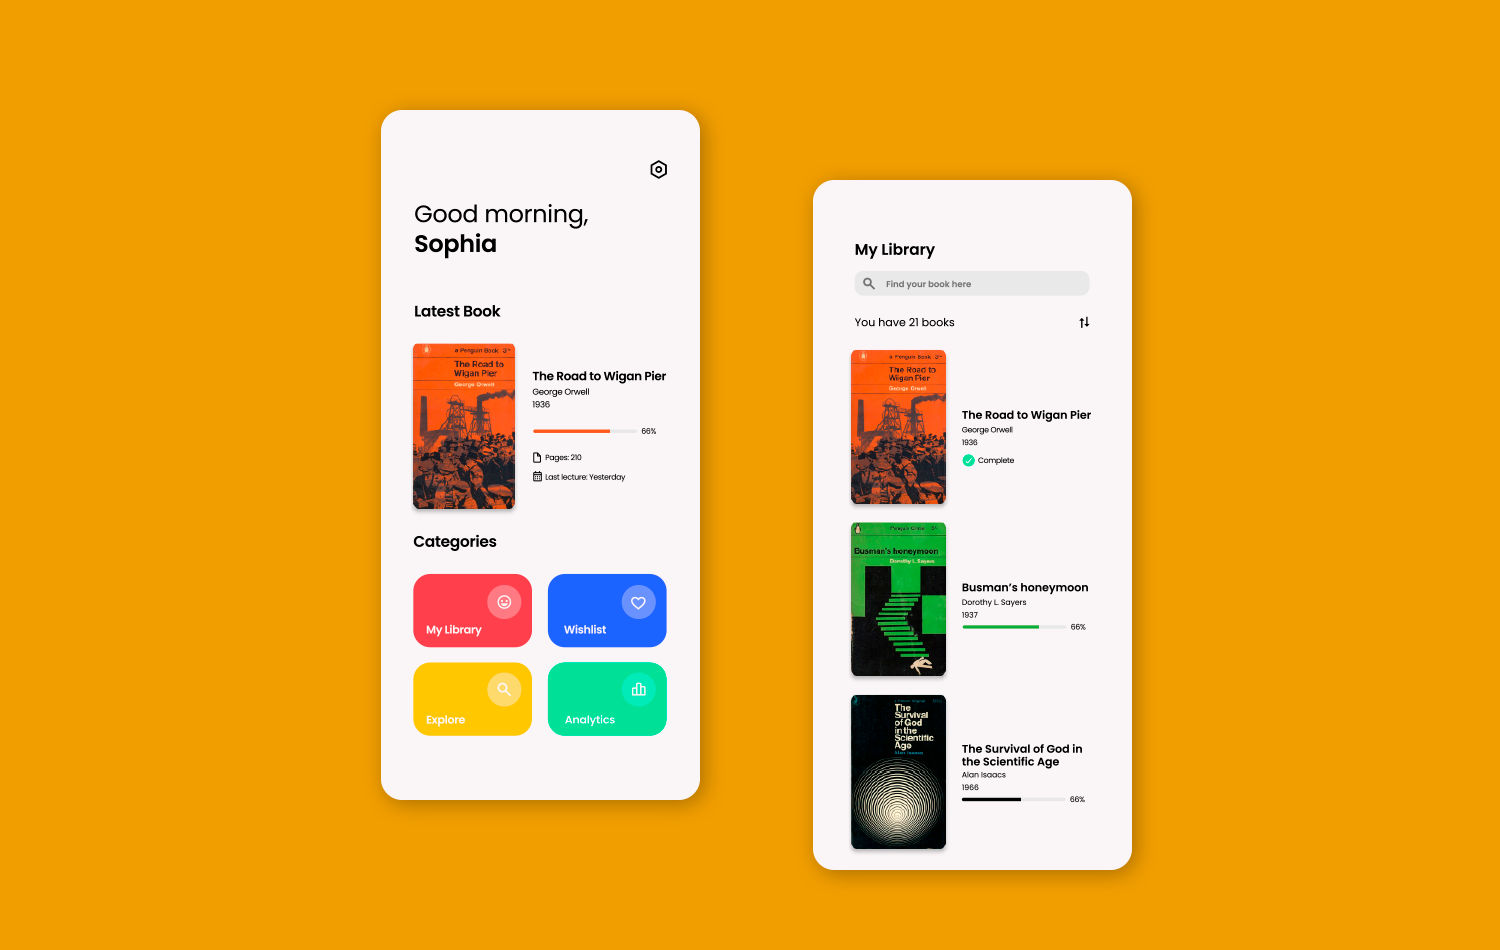 Good morning,
Sophia
Latest Book
a Penguin Book
The Road to
Wigan Pier
George Orwell
The Road to Wigan Pier
George Orwell
1936
66%
Pages: 210
Last lecture: Yesterday
Categories
My Library
Wishlist
Explore
Analytics
My Library
Find your book here
You have 21 books
a Penguin Book
The Road to
Wigan Pier
George Orwell
The Road to Wigan Pier
George Orwell
1936
Complete
Busman's honeymoon
Dorothy L. Sayers
Busman's honeymoon
Dorothy L. Sayers
1937
66%
The
Survival
of God
in the
Scientific
Age
Alan Isaacs
The Survival of God in
the Scientific Age
Alan Isaacs
1966
66%